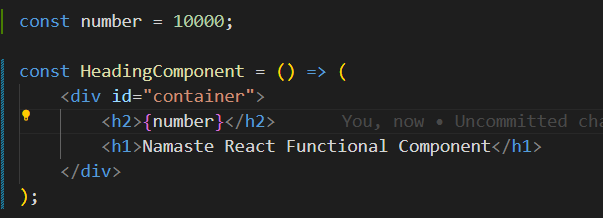 const number = 10000;
const HeadingComponent = () => (
<div id="container">
<h2>{number}</h2> You, now • Uncommitted
<h1>Namaste React Functional Component</h1>
</div>
);